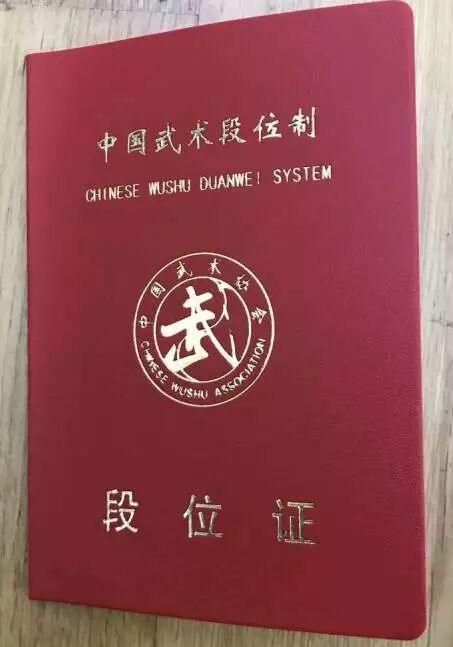 中国武术段位制
CHINESE WUSHU DUANWEI SYSTEM
中国武术协会
武
CHINESE WUSHU ASSOCIATION
段位证